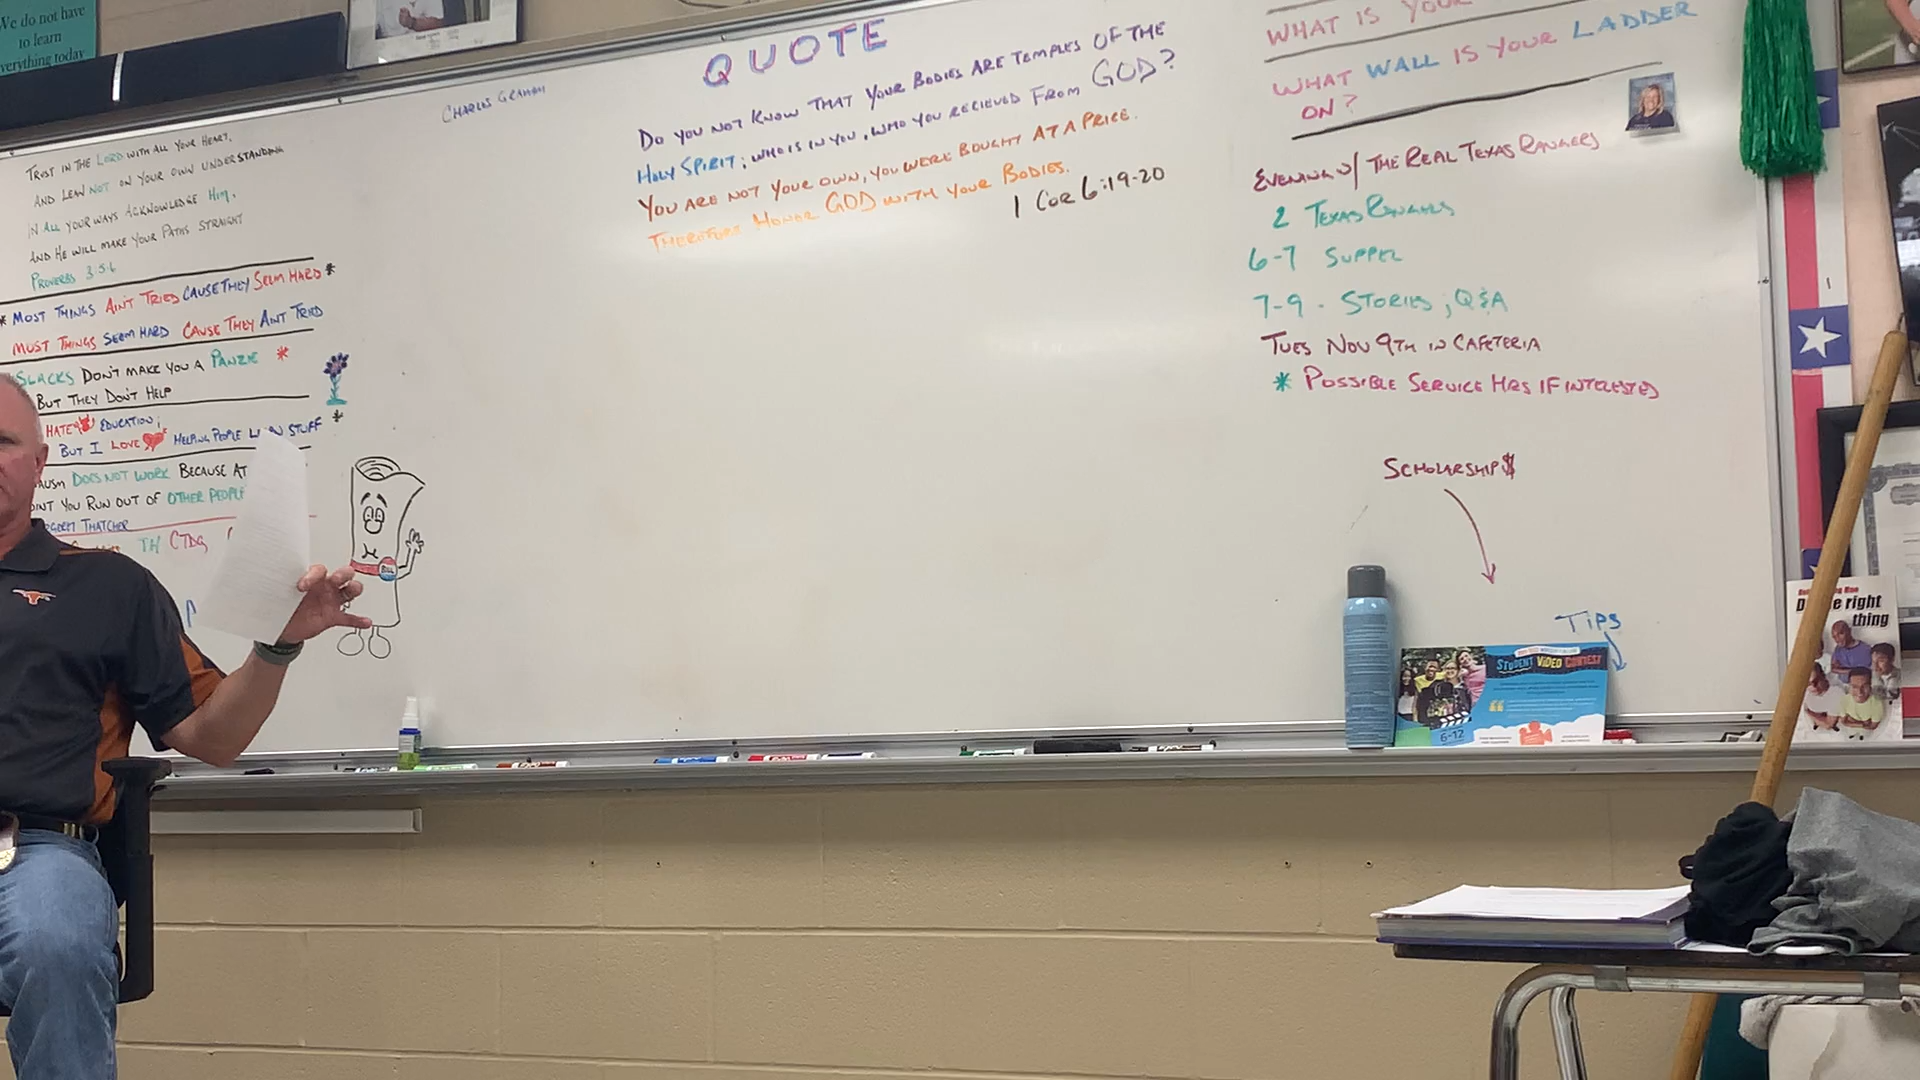 We do not have
to learn
everything today
CHARLES GRAHAM
TRUST IN THE LORD WITH ALL YOUR HEART,
AND LEAN NOT ON YOUR OWN UNDERSTANDING
IN ALL YOUR WAYS ACKNOWLEDGE HIM,
AND HE WILL MAKE YOUR PATHS STRAIGHT
PROVERBS 3:5-6
* MOST THINGS AIN'T TRIED CAUSE THEY SEEM HARD *
MUST THINGS SEEM HARD CAUSE THEY AINT TRIED
SLACKS DON'T MAKE YOU A PANZIE *
BUT THEY DON'T HELP
HATE EDUCATION;
BUT I LOVE HELPING PEOPLE STUFF *
DOES NOT WORK BECAUSE AT
YOU RUN OUT OF OTHER PEOPLE
THATCHER
CTDG
BILL
QUOTE
DO YOU NOT KNOW THAT YOUR BODIES ARE TEMPLES OF THE
HOLY SPIRIT; WHO IS IN YOU, WHO YOU RECIEVED FROM GOD?
YOU ARE NOT YOUR OWN, YOU WERE BOUGHT AT A PRICE.
THEREFORE HONOR GOD WITH YOUR BODIES.
1 COR 6:19-20
WHAT IS YOUR
WHAT WALL IS YOUR LADDER
ON?
EVENING W/ THE REAL TEXAS RANGERS
2 TEXAS RANGERS
6-7 SUPPER
7-9 - STORIES; Q&A
TUES NOV 9TH IN CAFETERIA
* POSSIBLE SERVICE HRS IF INTERESTED
SCHOLARSHIP$
TIPS
STUDENT VIDEO CONTEST
6-12
right
thing